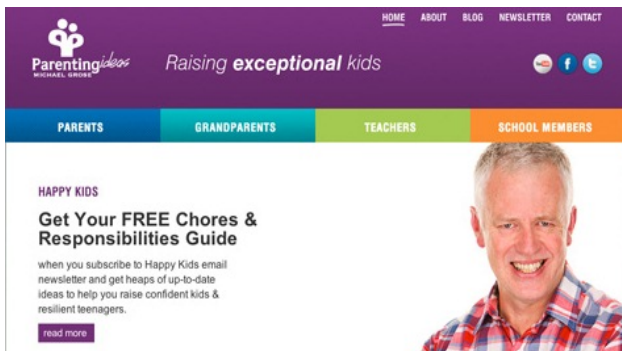 HOME ABOUT BLOG NEWSLETTER CONTACT
Parentingideas
MICHAEL GROSE
Raising exceptional kids
PARENTS GRANDPARENTS TEACHERS SCHOOL MEMBERS
HAPPY KIDS
Get Your FREE Chores &
Responsibilities Guide
when you subscribe to Happy Kids email
newsletter and get heaps of up-to-date
ideas to help you raise confident kids &
resilient teenagers.
read more